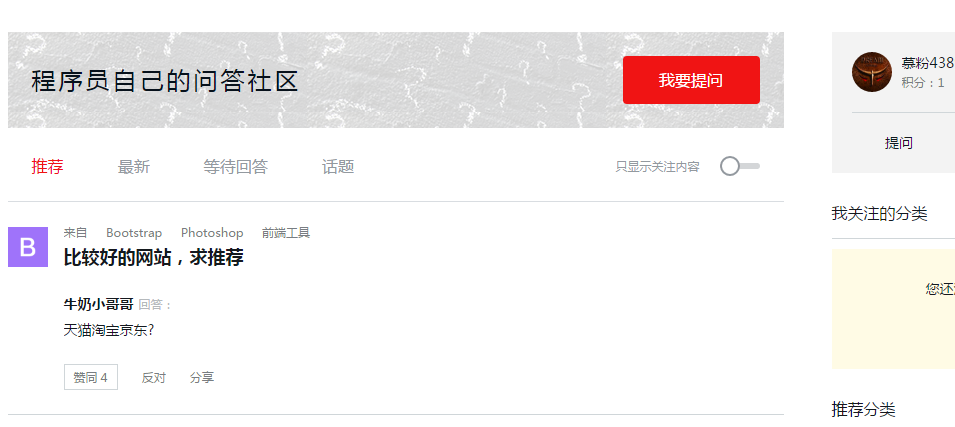 程序员自己的问答社区
我要提问
推荐 最新 等待回答 话题 只显示关注内容
B
来自 Bootstrap Photoshop 前端工具
比较好的网站，求推荐
牛奶小哥哥 回答：
天猫淘宝京东?
赞同 4 反对 分享
慕粉438
积分：1
提问
我关注的分类
您还
推荐分类